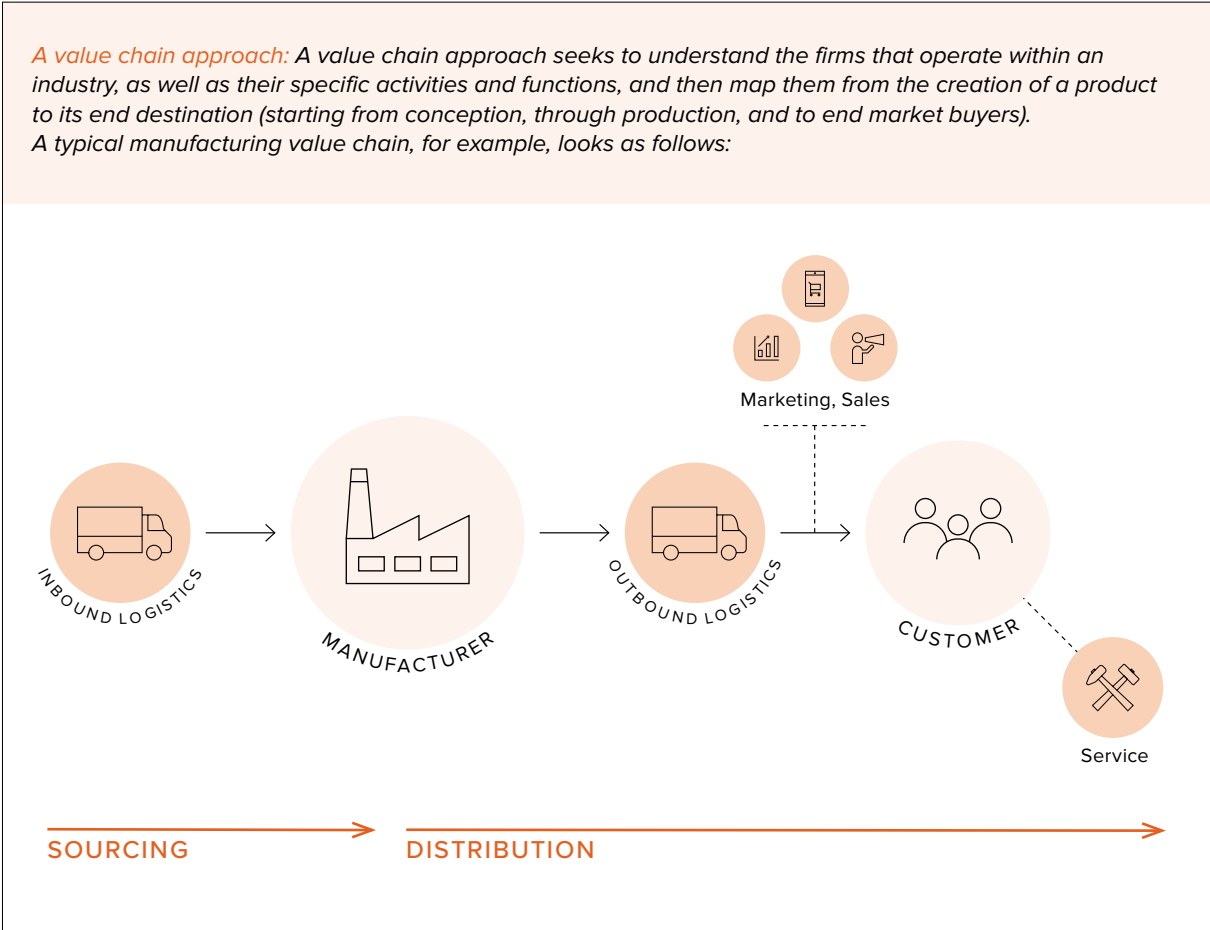 A value chain approach: A value chain approach seeks to understand the firms that operate within an
industry, as well as their specific activities and functions, and then map them from the creation of a product
to its end destination (starting from conception, through production, and to end market buyers).
A typical manufacturing value chain, for example, looks as follows:
Marketing, Sales
INBOUND LOGISTICS
MANUFACTURER
OUTBOUND LOGISTICS
CUSTOMER
Service
SOURCING
DISTRIBUTION